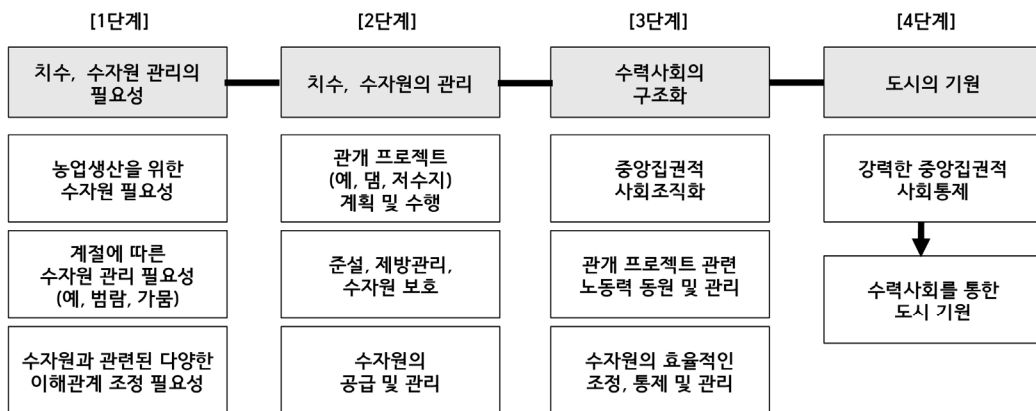 [1단계]
치수, 수자원 관리의
필요성
농업생산을 위한
수자원 필요성
계절에 따른
수자원 관리 필요성
(예, 범람, 가뭄)
수자원과 관련된 다양한
이해관계 조정 필요성
[2단계]
치수, 수자원의 관리
관개 프로젝트
(예, 댐, 저수지)
계획 및 수행
준설, 제방관리,
수자원 보호
수자원의
공급 및 관리
[3단계]
수력사회의
구조화
중앙집권적
사회조직화
관개 프로젝트 관련
노동력 동원 및 관리
수자원의 효율적인
조정, 통제 및 관리
[4단계]
도시의 기원
강력한 중앙집권적
사회통제
수력사회를 통한
도시 기원